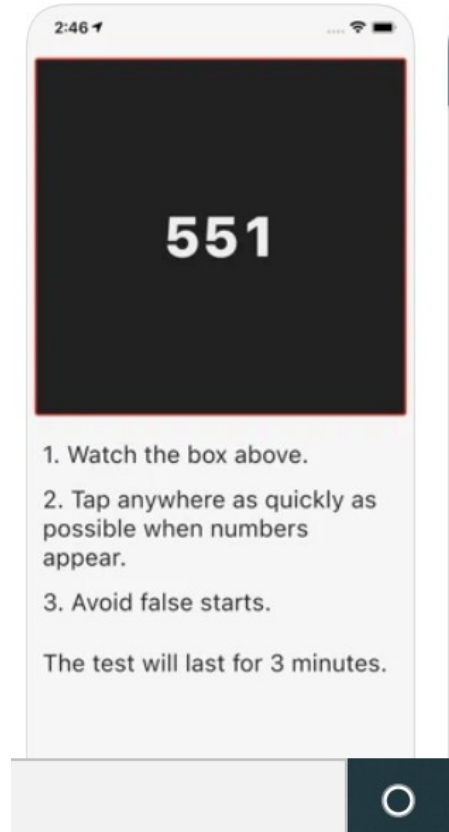 2:46
551
1. Watch the box above.
2. Tap anywhere as quickly as
possible when numbers
appear.
3. Avoid false starts.
The test will last for 3 minutes.